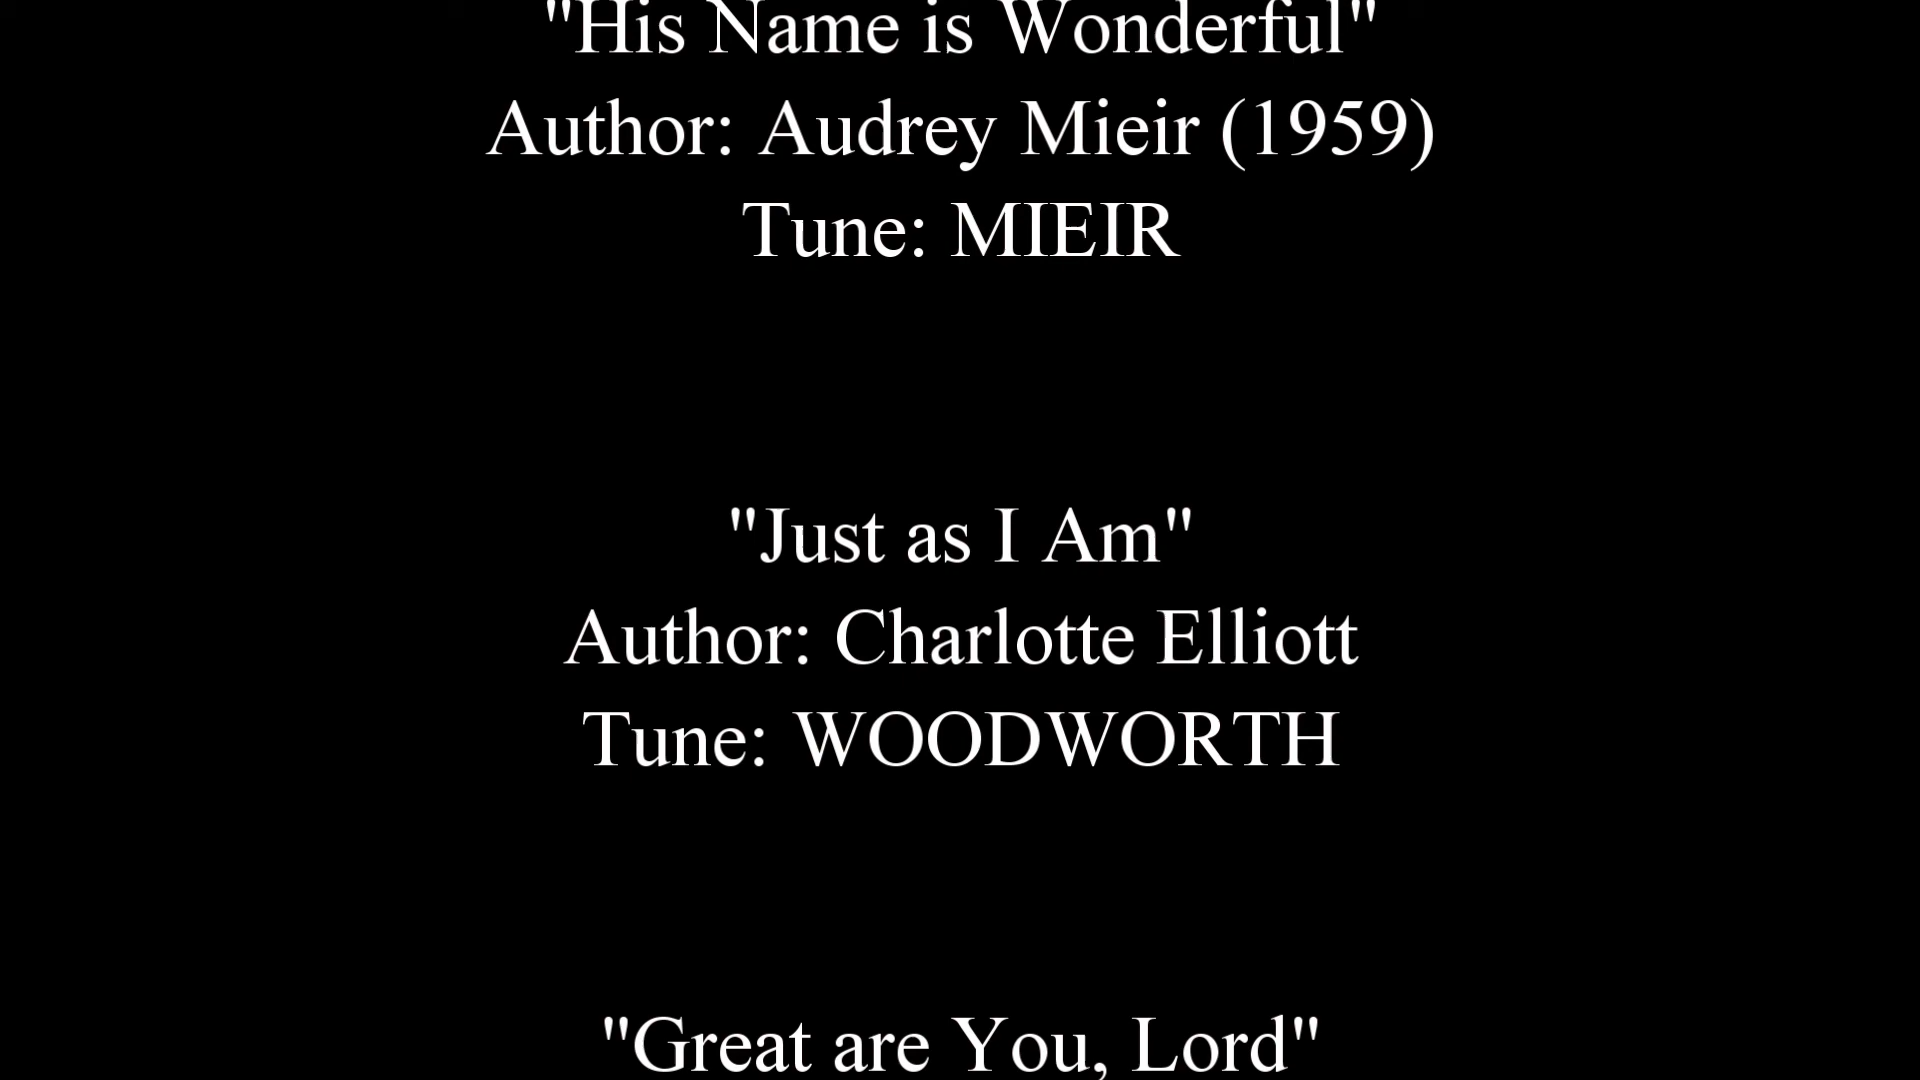 "His Name is Wonderful"
Author: Audrey Mieir (1959)
Tune: MIEIR
"Just as I Am"
Author: Charlotte Elliott
Tune: WOODWORTH
"Great are You, Lord"